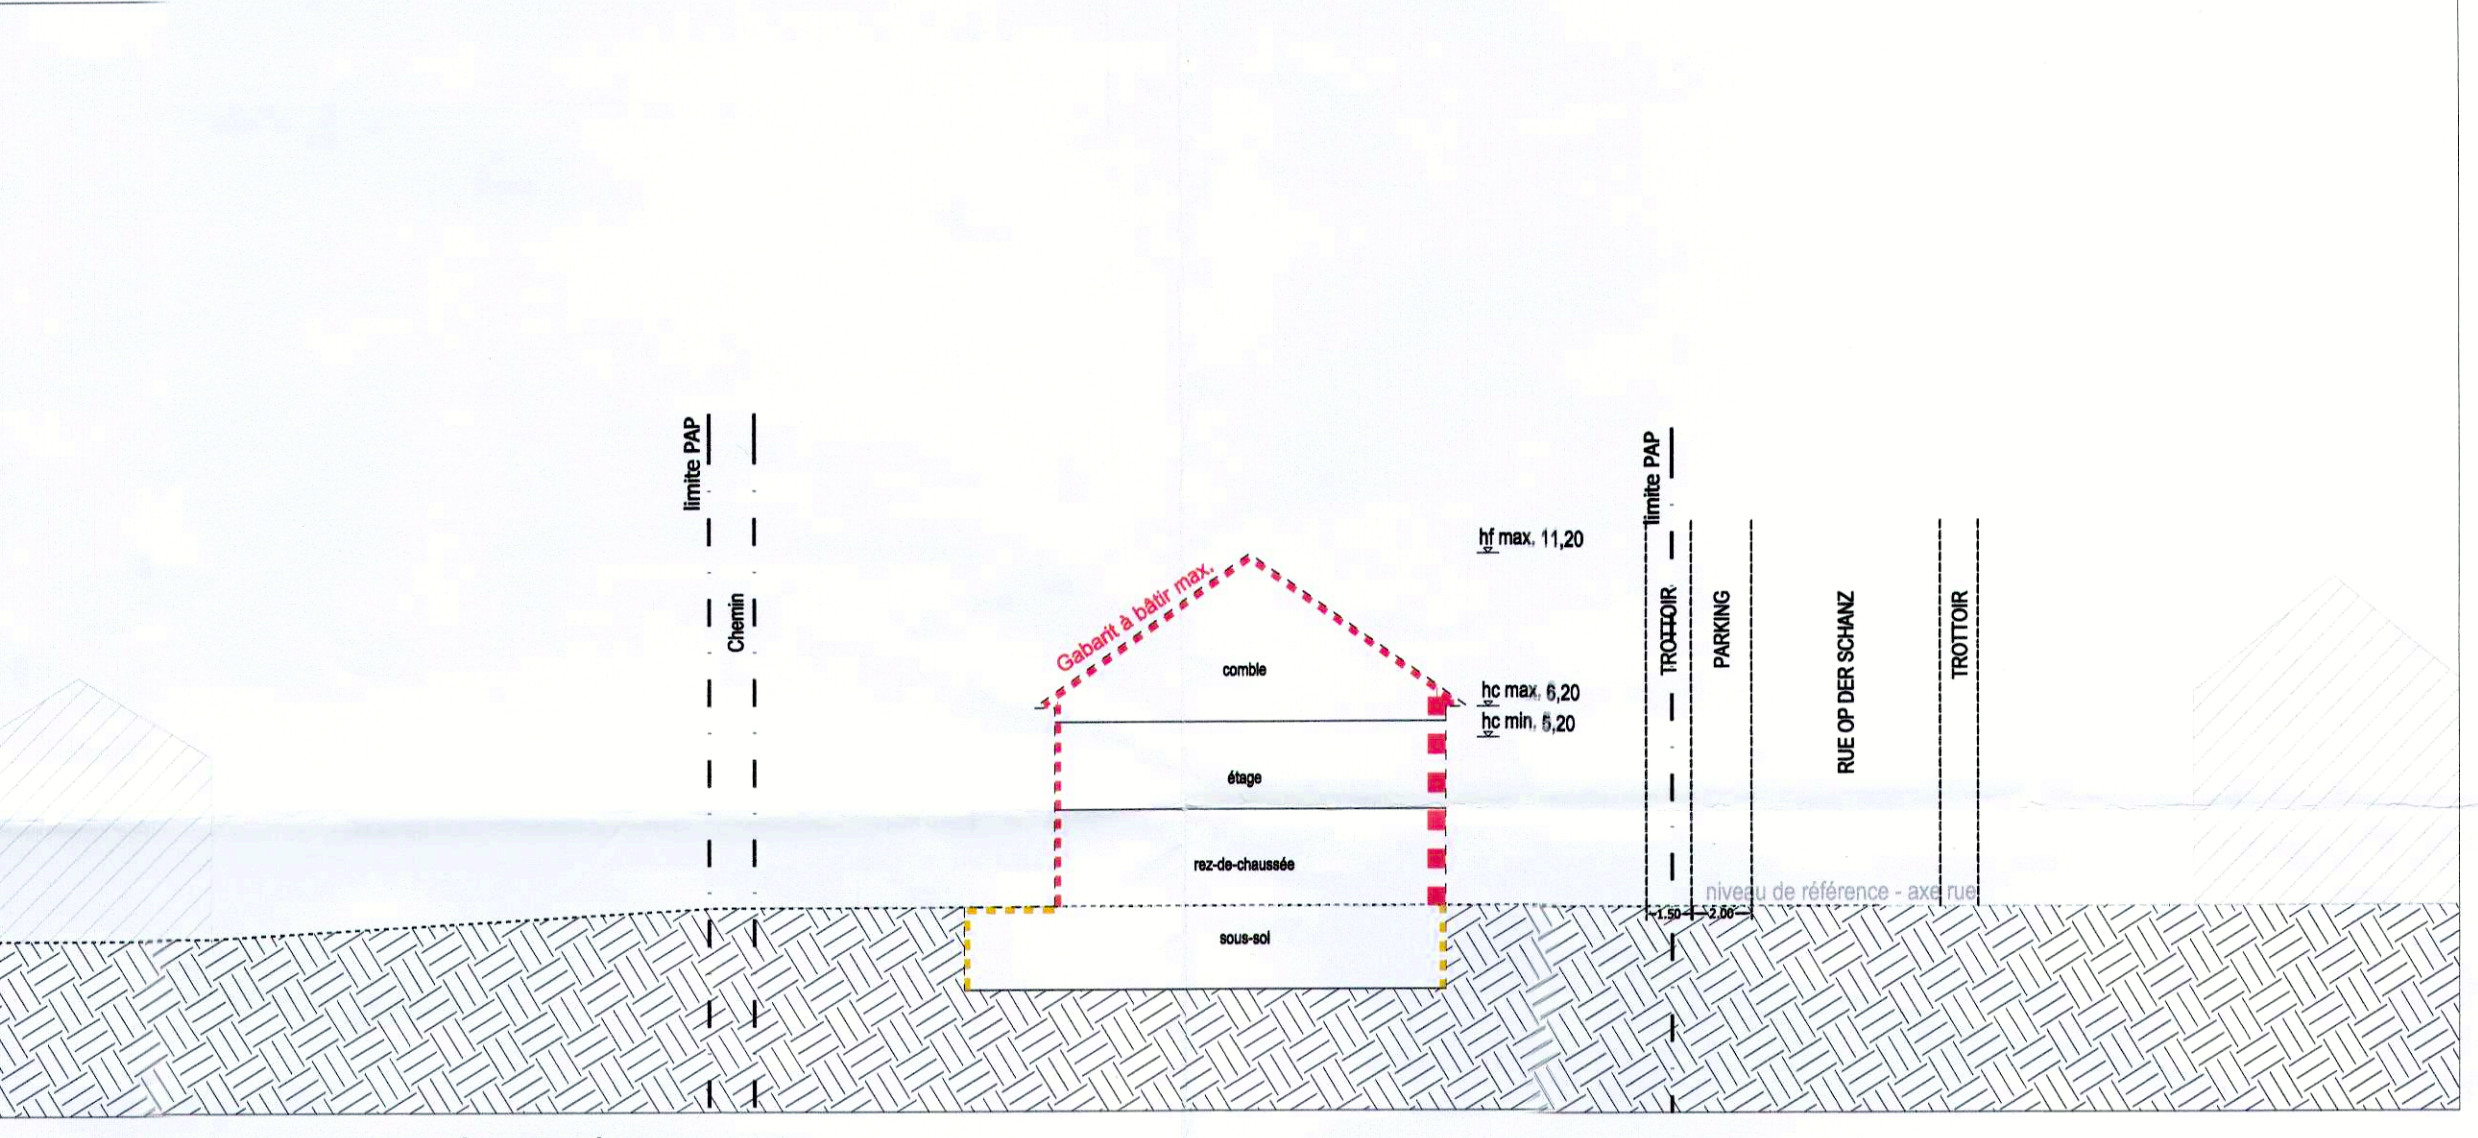 limite PAP
Chemin
Gabarit à bâtir max.
comble
étage
rez-de-chaussée
sous-sol
hf max. 11,20
hc max. 6,20
hc min. 5,20
limite PAP
TROTTOIR
PARKING
RUE OP DER SCHANZ
TROTTOIR
niveau de référence - axe rue
1.50 2.00